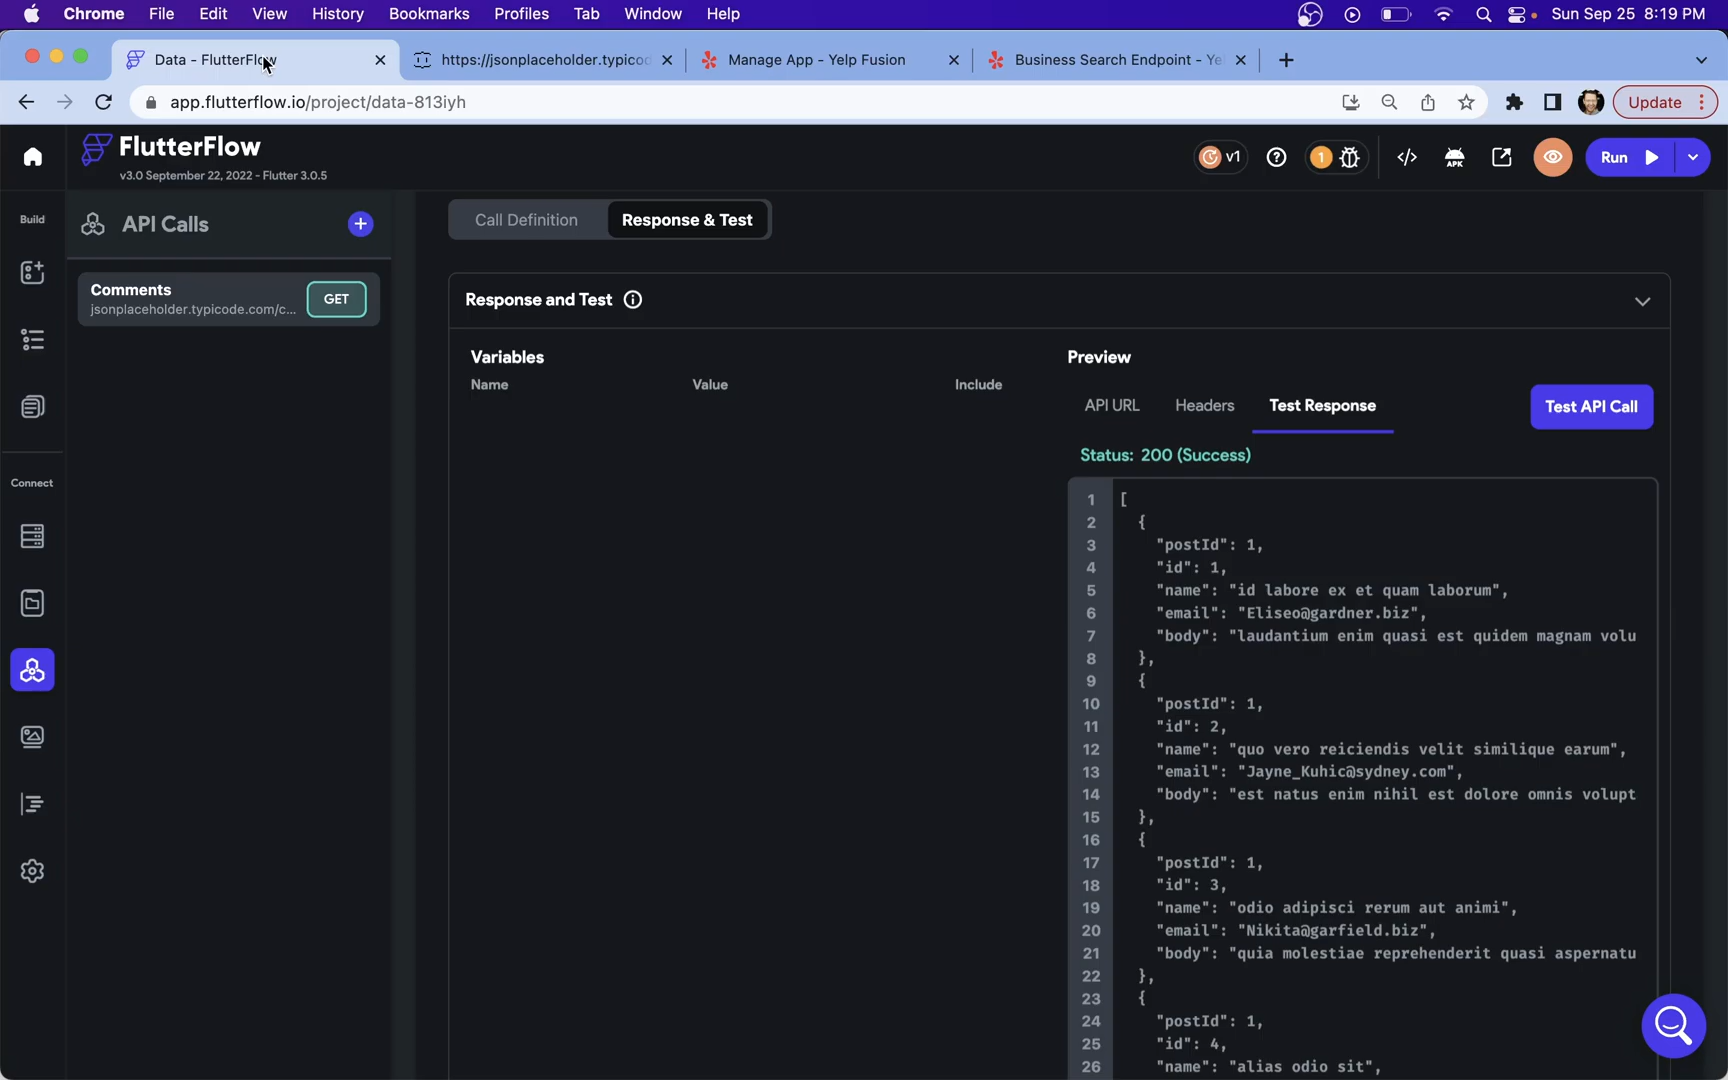 Chrome File Edit View History Bookmarks Profiles Tab Window Help Sun Sep 25 8:19 PM
Data - FlutterFlow https://jsonplaceholder.typico Manage App - Yelp Fusion Business Search Endpoint - Ye
app.flutterflow.io/project/data-813iyh Update
FlutterFlow
v3.0 September 22, 2022 - Flutter 3.0.5
v1 1 APK Run
Build
API Calls
Call Definition Response & Test
Comments
jsonplaceholder.typicode.com/c...
GET
Response and Test
Variables
Name Value Include
Preview
API URL Headers Test Response Test API Call
Status: 200 (Success)
Connect
1 [
2 {
3 "postId": 1,
4 "id": 1,
5 "name": "id labore ex et quam laborum",
6 "email": "Eliseo@gardner.biz",
7 "body": "laudantium enim quasi est quidem magnam volu
8 },
9 {
10 "postId": 1,
11 "id": 2,
12 "name": "quo vero reiciendis velit similique earum",
13 "email": "Jayne_Kuhic@sydney.com",
14 "body": "est natus enim nihil est dolore omnis volupt
15 },
16 {
17 "postId": 1,
18 "id": 3,
19 "name": "odio adipisci rerum aut animi",
20 "email": "Nikita@garfield.biz",
21 "body": "quia molestiae reprehenderit quasi aspernatu
22 },
23 {
24 "postId": 1,
25 "id": 4,
26 "name": "alias odio sit",